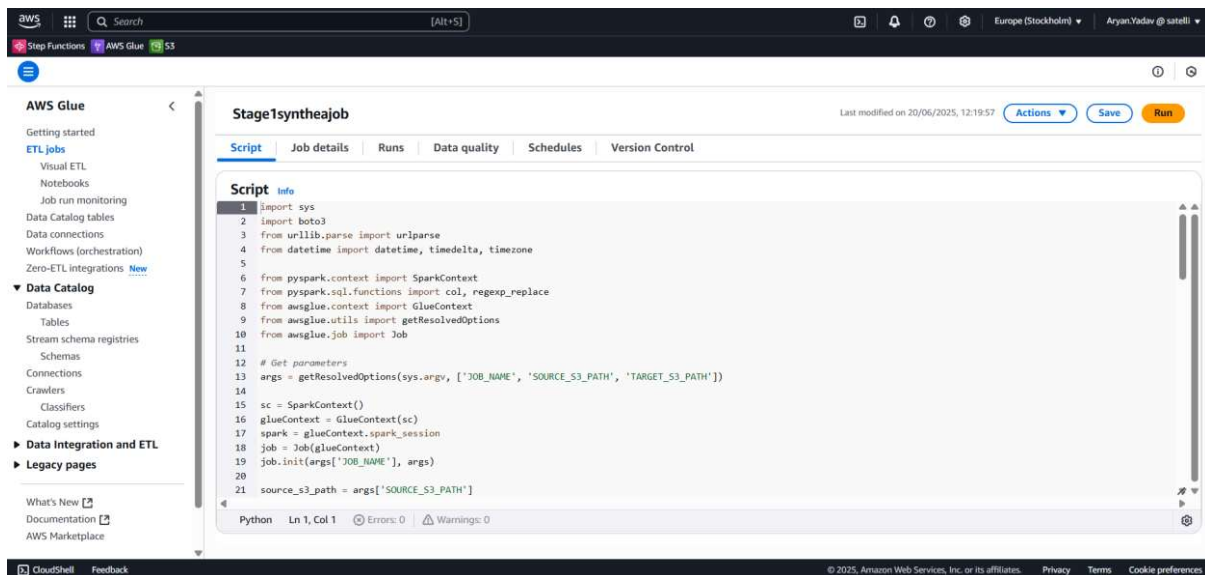 aws
Search
[Alt+S]
Europe (Stockholm)
Aryan.Yadav @ satelli
Step Functions
AWS Glue
S3
AWS Glue
Getting started
ETL jobs
Visual ETL
Notebooks
Job run monitoring
Data Catalog tables
Data connections
Workflows (orchestration)
Zero-ETL integrations New
Data Catalog
Databases
Tables
Stream schema registries
Schemas
Connections
Crawlers
Classifiers
Catalog settings
Data Integration and ETL
Legacy pages
What's New
Documentation
AWS Marketplace
Stage1syntheajob
Last modified on 20/06/2025, 12:19:57
Actions
Save
Run
Script
Job details
Runs
Data quality
Schedules
Version Control
Script Info
1 import sys
2 import boto3
3 from urllib.parse import urlparse
4 from datetime import datetime, timedelta, timezone
5
6 from pyspark.context import SparkContext
7 from pyspark.sql.functions import col, regexp_replace
8 from awsglue.context import GlueContext
9 from awsglue.utils import getResolvedOptions
10 from awsglue.job import Job
11
12 # Get parameters
13 args = getResolvedOptions(sys.argv, ['JOB_NAME', 'SOURCE_S3_PATH', 'TARGET_S3_PATH'])
14
15 sc = SparkContext()
16 glueContext = GlueContext(sc)
17 spark = glueContext.spark_session
18 job = Job(glueContext)
19 job.init(args['JOB_NAME'], args)
20
21 source_s3_path = args['SOURCE_S3_PATH']
Python Ln 1, Col 1 Errors: 0 Warnings: 0
CloudShell Feedback
© 2025, Amazon Web Services, Inc. or its affiliates. Privacy Terms Cookie preferences